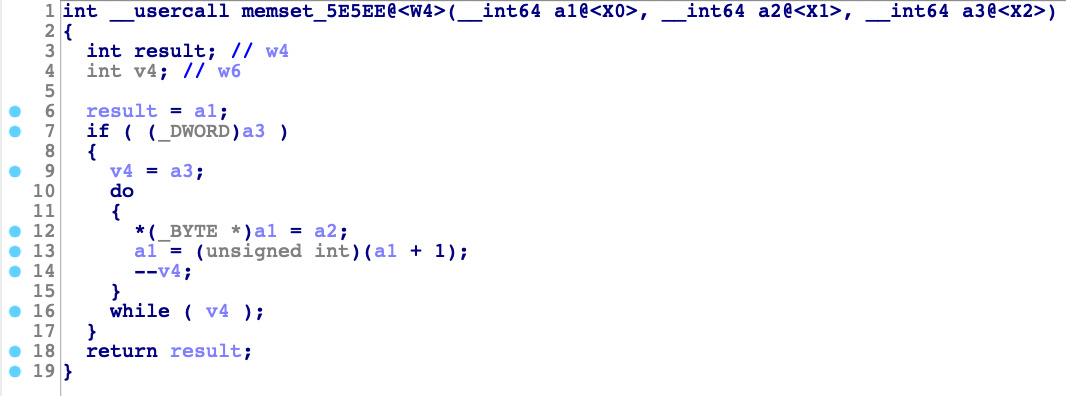 1 int __usercall memset_5E5EE@<W4>(__int64 a1@<X0>, __int64 a2@<X1>, __int64 a3@<X2>)
2 {
3   int result; // w4
4   int v4; // w6
5
6   result = a1;
7   if ( (_DWORD)a3 )
8   {
9     v4 = a3;
10     do
11     {
12       *(_BYTE *)a1 = a2;
13       a1 = (unsigned int)(a1 + 1);
14       --v4;
15     }
16     while ( v4 );
17   }
18   return result;
19 }